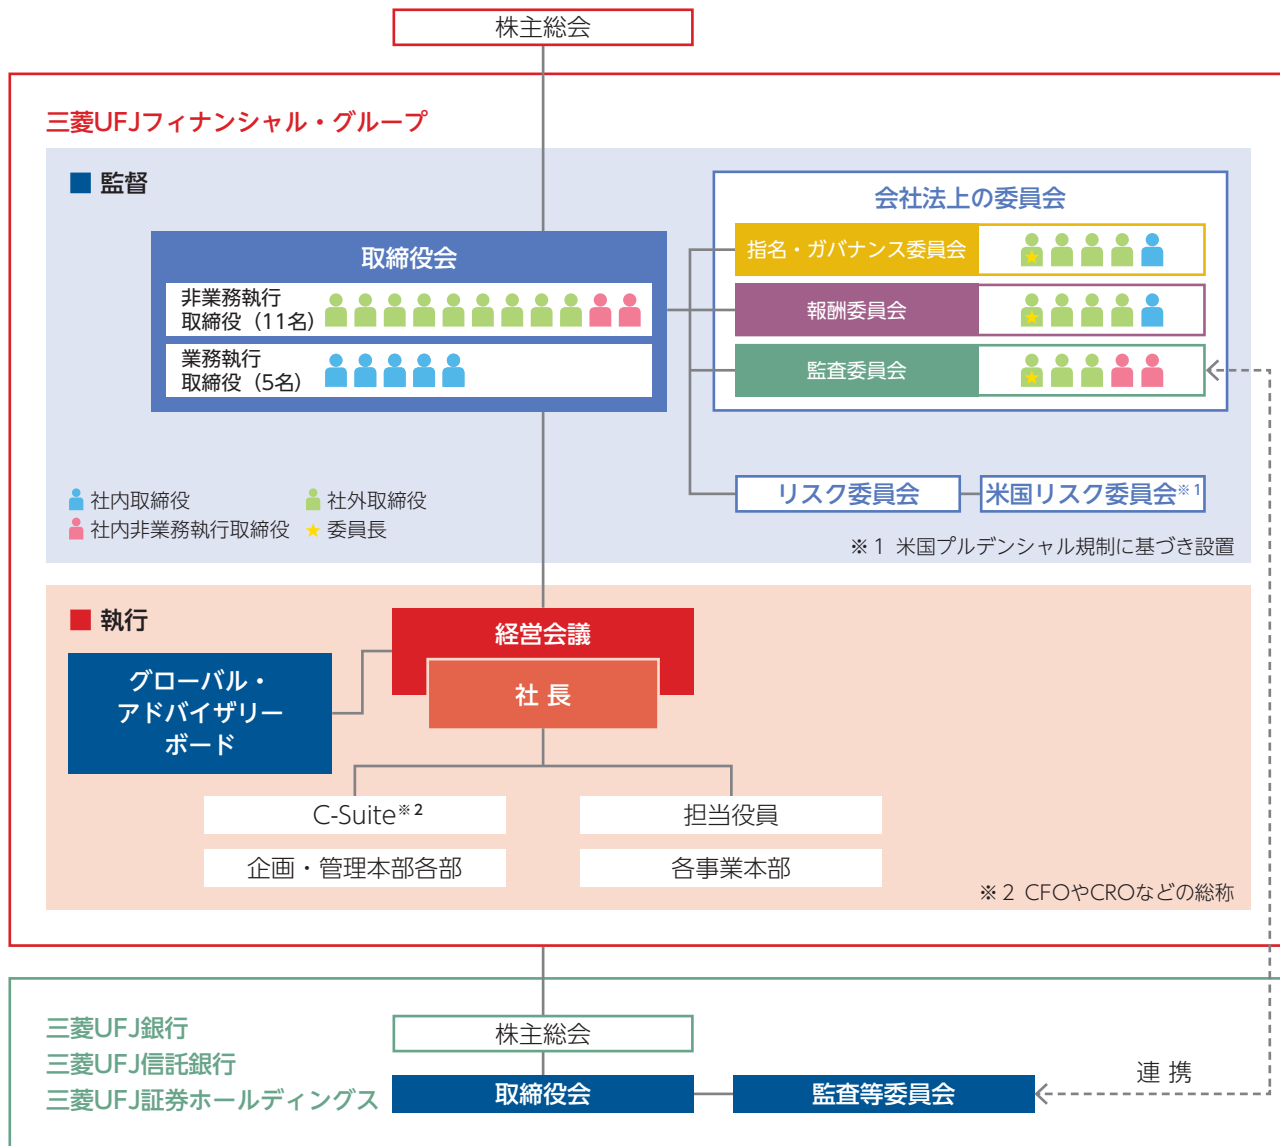 株主総会
三菱UFJフィナンシャル・グループ
■ 監督
会社法上の委員会
取締役会
指名・ガバナンス委員会
非業務執行
取締役（11名）
報酬委員会
業務執行
取締役（5名）
監査委員会
社内取締役
社外取締役
社内非業務執行取締役
★ 委員長
リスク委員会
米国リスク委員会※1
※1 米国プルデンシャル規制に基づき設置
■ 執行
経営会議
社 長
グローバル・
アドバイザリー
ボード
C-Suite※2
担当役員
企画・管理本部各部
各事業本部
※2 CFOやCROなどの総称
三菱UFJ銀行
三菱UFJ信託銀行
三菱UFJ証券ホールディングス
株主総会
取締役会
監査等委員会
連 携